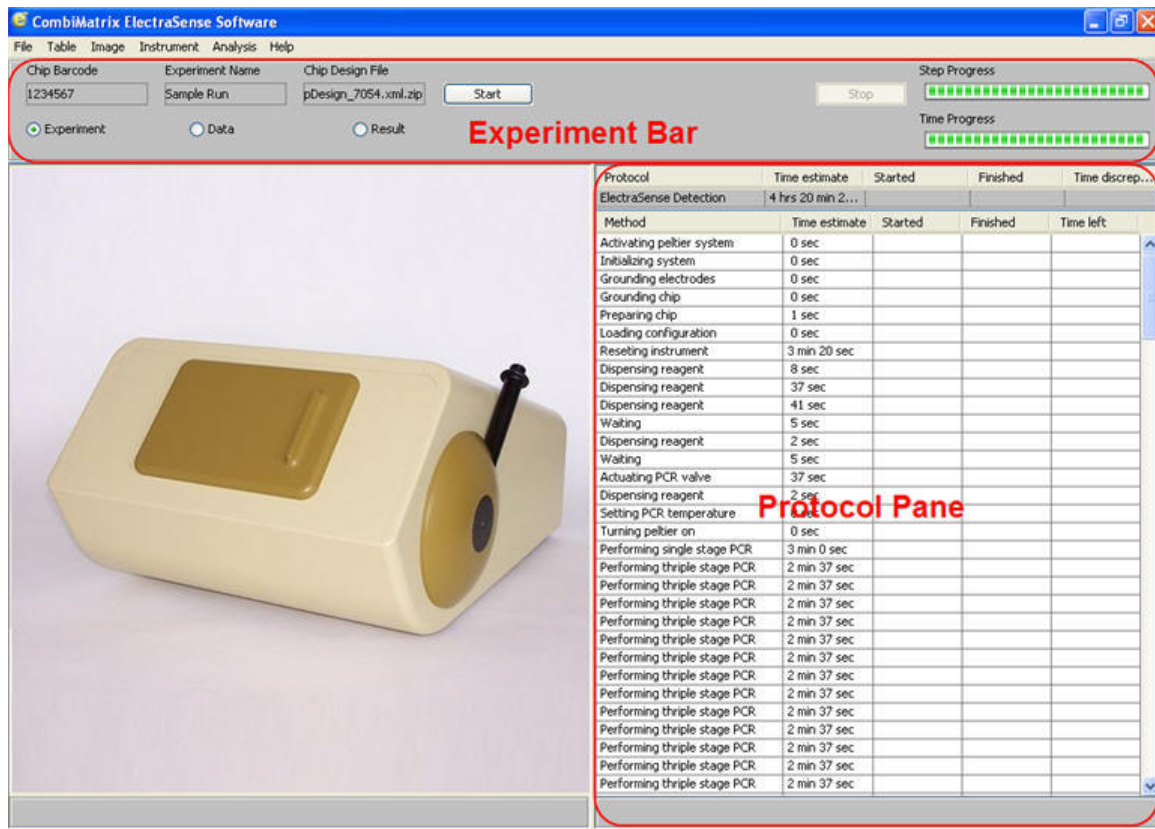 CombiMatrix ElectraSense Software
File Table Image Instrument Analysis Help
Chip Barcode Experiment Name Chip Design File Step Progress
1234567 Sample Run pDesign_7054.xml.zip Start Stop
Time Progress
Experiment Data Result
Experiment Bar
Protocol Time estimate Started Finished Time discrep...
ElectraSense Detection 4 hrs 20 min 2...
Method Time estimate Started Finished Time left
Activating peltier system 0 sec
Initializing system 0 sec
Grounding electrodes 0 sec
Grounding chip 0 sec
Preparing chip 1 sec
Loading configuration 0 sec
Reseting instrument 3 min 20 sec
Dispensing reagent 8 sec
Dispensing reagent 37 sec
Dispensing reagent 41 sec
Waiting 5 sec
Dispensing reagent 2 sec
Waiting 5 sec
Actuating PCR valve 37 sec
Dispensing reagent 2 sec
Protocol Pane
Setting PCR temperature sec
Turning peltier on 0 sec
Performing single stage PCR 3 min 0 sec
Performing thriple stage PCR 2 min 37 sec
Performing thriple stage PCR 2 min 37 sec
Performing thriple stage PCR 2 min 37 sec
Performing thriple stage PCR 2 min 37 sec
Performing thriple stage PCR 2 min 37 sec
Performing thriple stage PCR 2 min 37 sec
Performing thriple stage PCR 2 min 37 sec
Performing thriple stage PCR 2 min 37 sec
Performing thriple stage PCR 2 min 37 sec
Performing thriple stage PCR 2 min 37 sec
Performing thriple stage PCR 2 min 37 sec
Performing thriple stage PCR 2 min 37 sec
Performing thriple stage PCR 2 min 37 sec